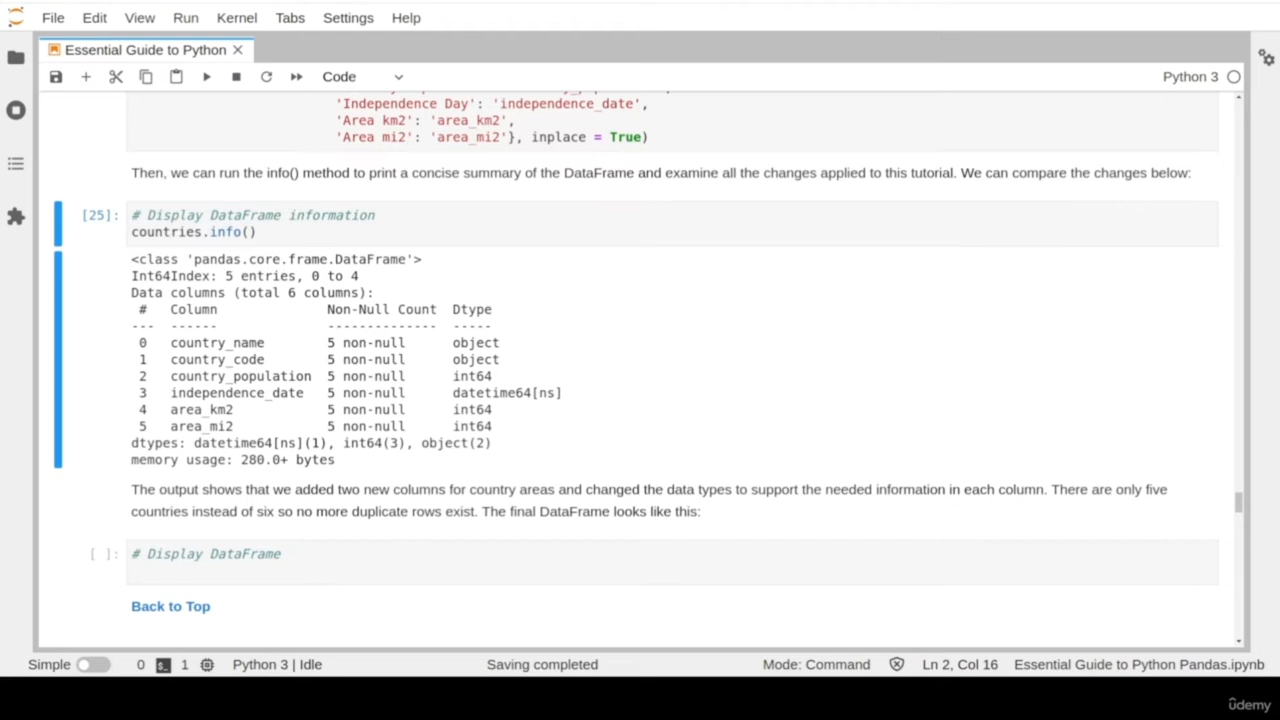 File Edit View Run Kernel Tabs Settings Help
Essential Guide to Python
Code Python 3
'Independence Day': 'independence_date',
'Area km2': 'area_km2',
'Area mi2': 'area_mi2'}, inplace = True)
Then, we can run the info() method to print a concise summary of the DataFrame and examine all the changes applied to this tutorial. We can compare the changes below:
[25]: # Display DataFrame information
countries.info()
<class 'pandas.core.frame.DataFrame'>
Int64Index: 5 entries, 0 to 4
Data columns (total 6 columns):
# Column Non-Null Count Dtype
--- ------ -------------- -----
0 country_name 5 non-null object
1 country_code 5 non-null object
2 country_population 5 non-null int64
3 independence_date 5 non-null datetime64[ns]
4 area_km2 5 non-null int64
5 area_mi2 5 non-null int64
dtypes: datetime64[ns](1), int64(3), object(2)
memory usage: 280.0+ bytes
The output shows that we added two new columns for country areas and changed the data types to support the needed information in each column. There are only five
countries instead of six so no more duplicate rows exist. The final DataFrame looks like this:
[ ]: # Display DataFrame
Back to Top
Simple 0 $_ 1 Python 3 | Idle Saving completed Mode: Command Ln 2, Col 16 Essential Guide to Python Pandas.ipynb
ûdemy